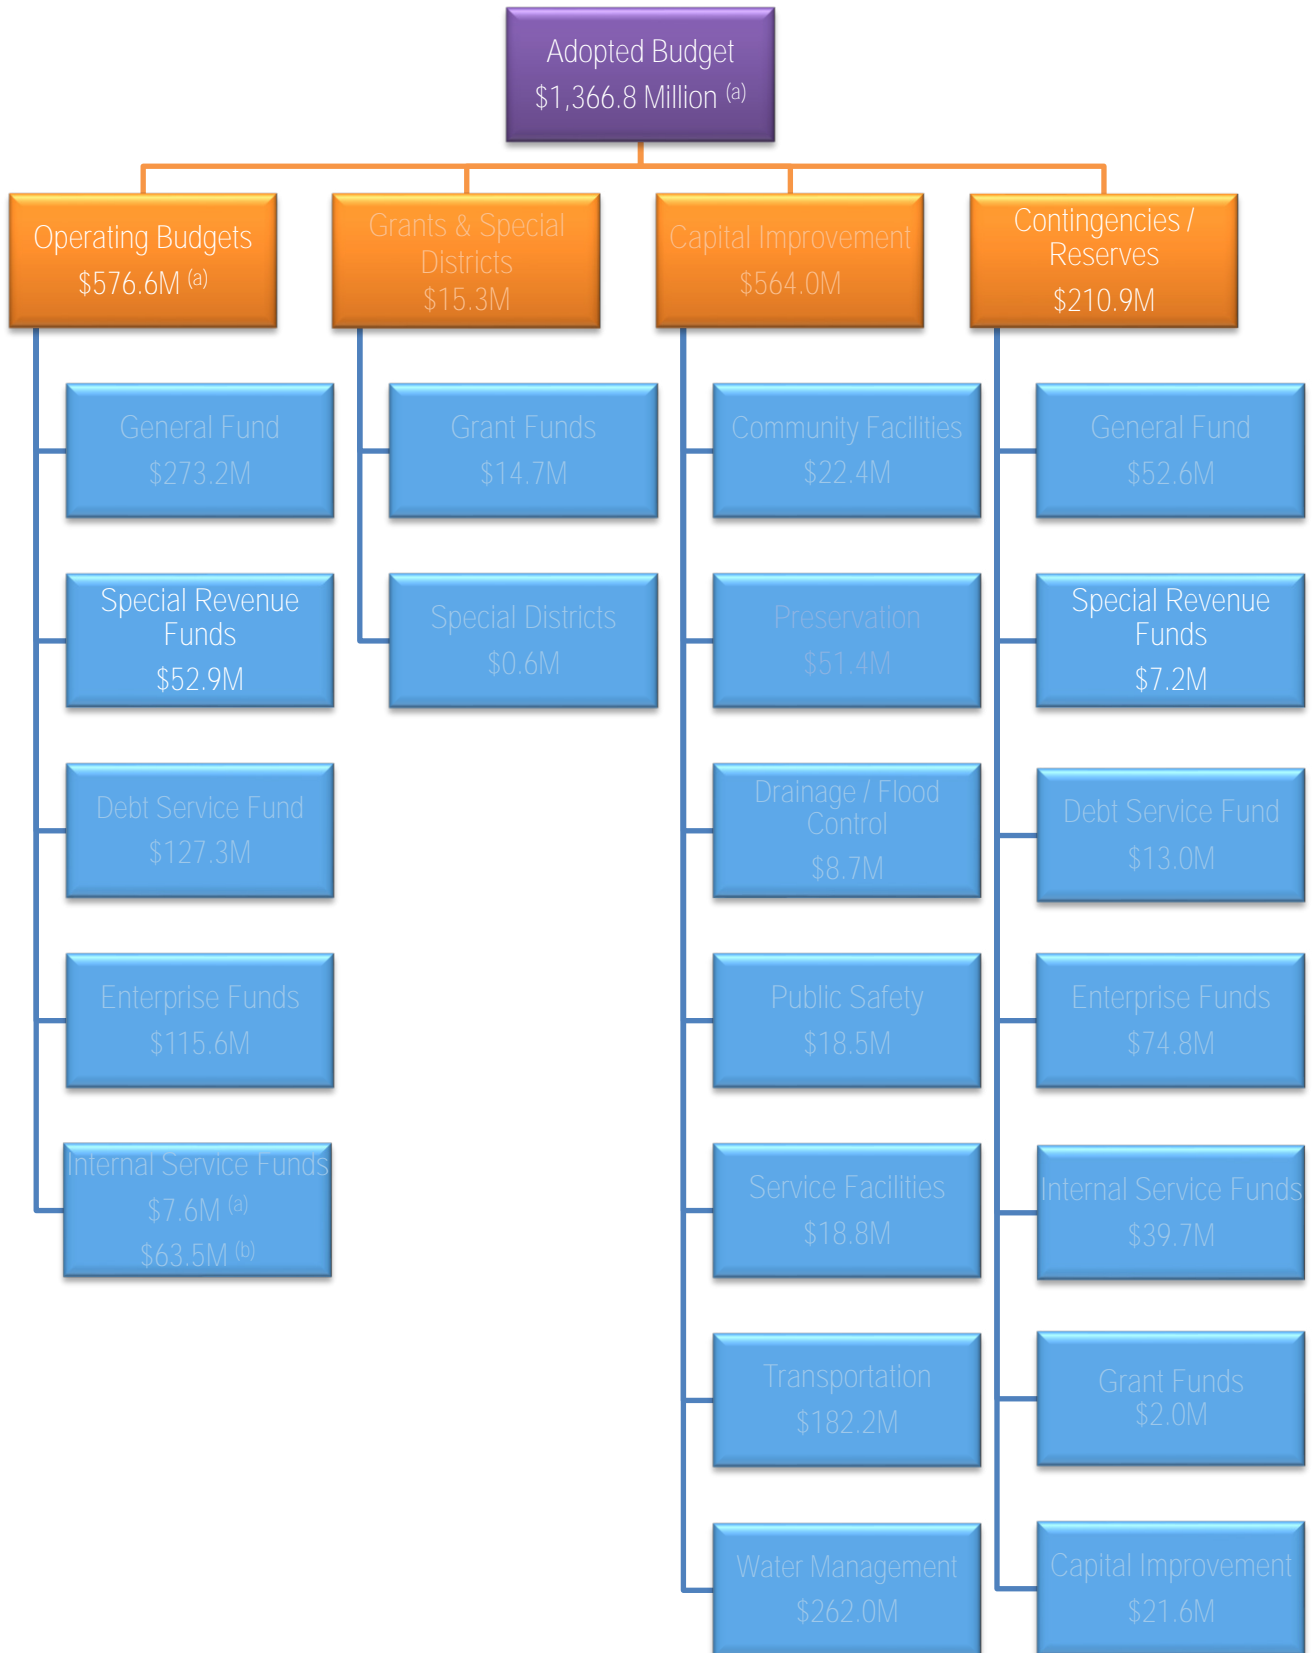 Adopted Budget
$1,366.8 Million (a)
Operating Budgets
$576.6M (a)
Grants & Special
Districts
$15.3M
Capital Improvement
$564.0M
Contingencies /
Reserves
$210.9M
General Fund
$273.2M
Special Revenue
Funds
$52.9M
Debt Service Fund
$127.3M
Enterprise Funds
$115.6M
Internal Service Funds
$7.6M (a)
$63.5M (b)
Grant Funds
$14.7M
Special Districts
$0.6M
Community Facilities
$22.4M
Preservation
$51.4M
Drainage / Flood
Control
$8.7M
Public Safety
$18.5M
Service Facilities
$18.8M
Transportation
$182.2M
Water Management
$262.0M
General Fund
$52.6M
Special Revenue
Funds
$7.2M
Debt Service Fund
$13.0M
Enterprise Funds
$74.8M
Internal Service Funds
$39.7M
Grant Funds
$2.0M
Capital Improvement
$21.6M